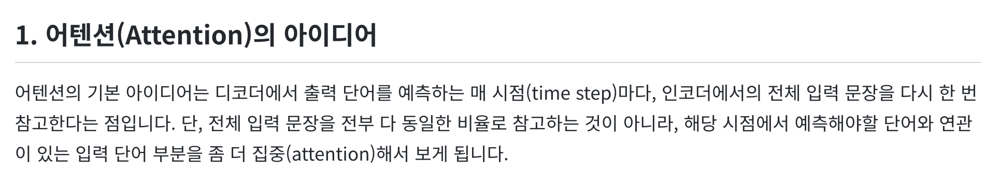 1. 어텐션(Attention)의 아이디어
어텐션의 기본 아이디어는 디코더에서 출력 단어를 예측하는 매 시점(time step)마다, 인코더에서의 전체 입력 문장을 다시 한 번
참고한다는 점입니다. 단, 전체 입력 문장을 전부 다 동일한 비율로 참고하는 것이 아니라, 해당 시점에서 예측해야할 단어와 연관
이 있는 입력 단어 부분을 좀 더 집중(attention)해서 보게 됩니다.